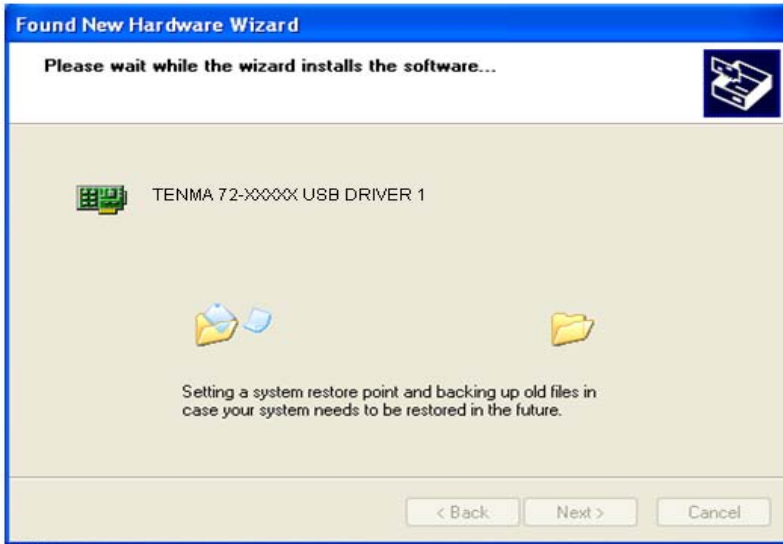 Found New Hardware Wizard
Please wait while the wizard installs the software...
TENMA 72-XXXXX USB DRIVER 1
Setting a system restore point and backing up old files in
case your system needs to be restored in the future.
< Back
Next >
Cancel